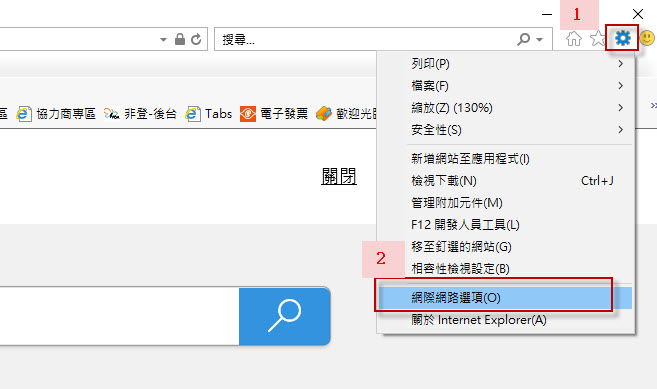 1
搜尋...
列印(P)
檔案(F)
縮放(Z) (130%)
安全性(S)
區 協力商專區 非登-後台 Tabs 電子發票 歡迎光
新增網站至應用程式(I)
關閉
檢視下載(N) Ctrl+J
管理附加元件(M)
F12 開發人員工具(L)
移至釘選的網站(G)
2
相容性檢視設定(B)
網際網路選項(O)
關於 Internet Explorer(A)